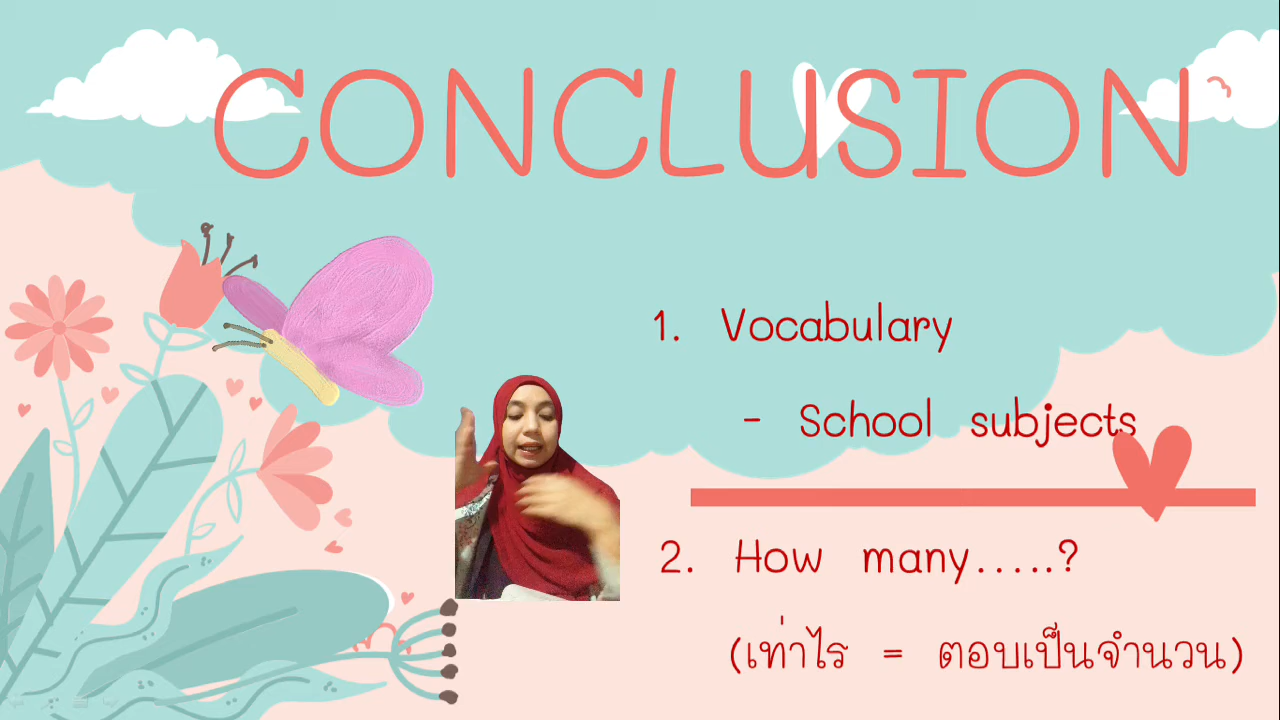 CONCLUSION
1. Vocabulary
- School subjects
2. How many.....?
(เท่าไร = ตอบเป็นจำนวน)